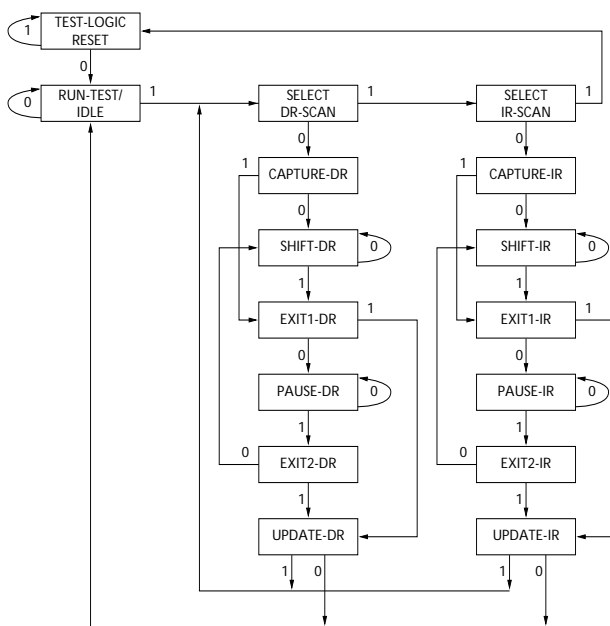 TEST-LOGIC
RESET
1
0
RUN-TEST/
IDLE
0
1
SELECT
DR-SCAN
1
SELECT
IR-SCAN
1
0
0
1
CAPTURE-DR
1
CAPTURE-IR
0
0
SHIFT-DR
0
SHIFT-IR
0
1
1
EXIT1-DR
1
EXIT1-IR
1
0
0
PAUSE-DR
0
PAUSE-IR
0
1
1
0
EXIT2-DR
0
EXIT2-IR
1
1
UPDATE-DR
UPDATE-IR
1
0
1
0